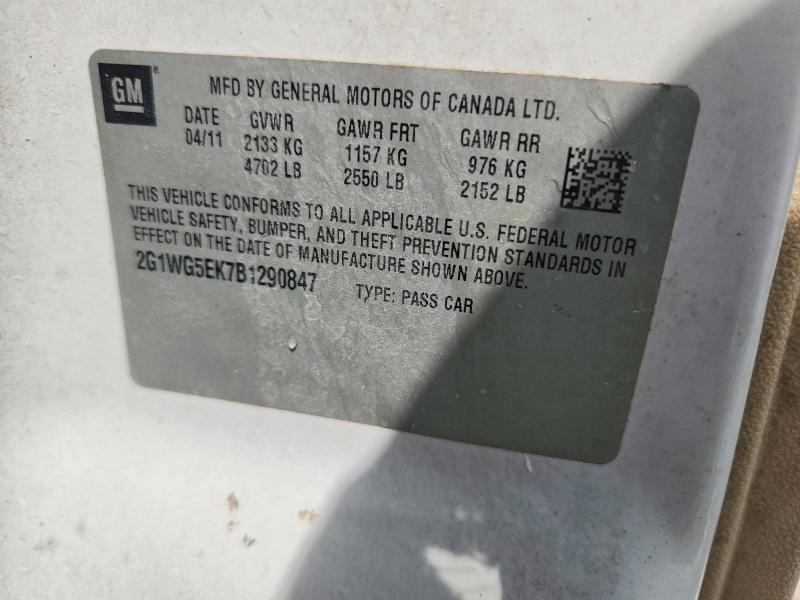 GM®
MFD BY GENERAL MOTORS OF CANADA LTD.
DATE GVWR GAWR FRT GAWR RR
04/11 2133 KG 1157 KG 976 KG
4702 LB 2550 LB 2152 LB
THIS VEHICLE CONFORMS TO ALL APPLICABLE U.S. FEDERAL MOTOR
VEHICLE SAFETY, BUMPER, AND THEFT PREVENTION STANDARDS IN
EFFECT ON THE DATE OF MANUFACTURE SHOWN ABOVE.
2G1WG5EK7B1290847 TYPE: PASS CAR